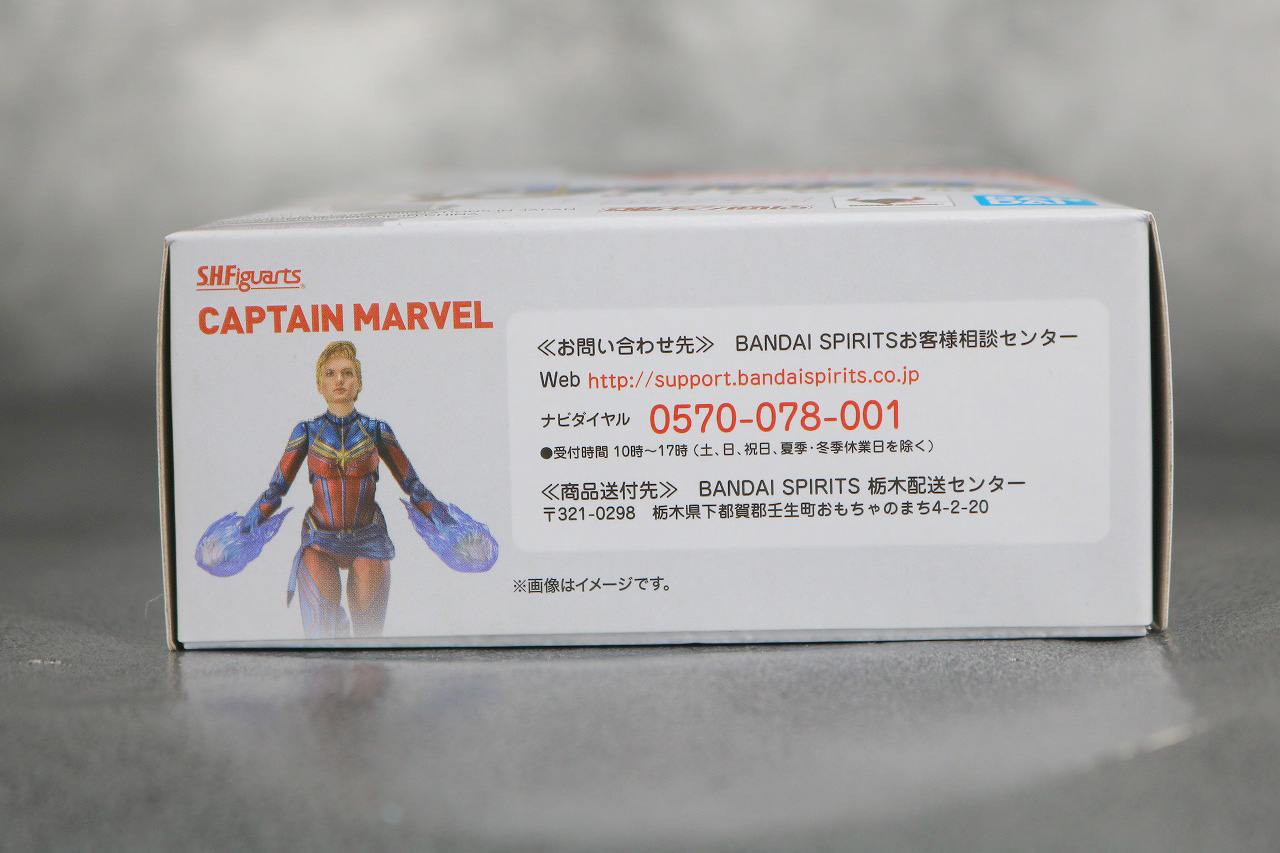 S.H.Figuarts
CAPTAIN MARVEL
≪お問い合わせ先≫ BANDAI SPIRITSお客様相談センター
Web http://support.bandaispirits.co.jp
ナビダイヤル 0570-078-001
●受付時間 10時～17時（土、日、祝日、夏季・冬季休業日を除く）
≪商品送付先≫ BANDAI SPIRITS 栃木配送センター
〒321-0298 栃木県下都賀郡壬生町おもちゃのまち4-2-20
※画像はイメージです。